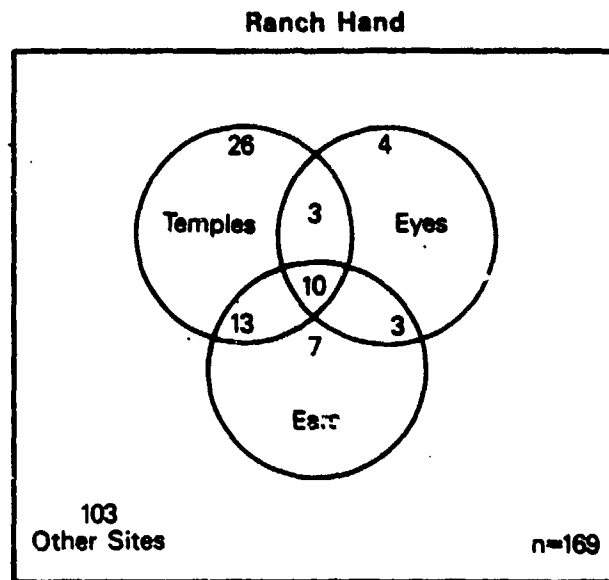 Ranch Hand
26
4
Temples
3
Eyes
10
13
3
7
103
Other Sites
n=169